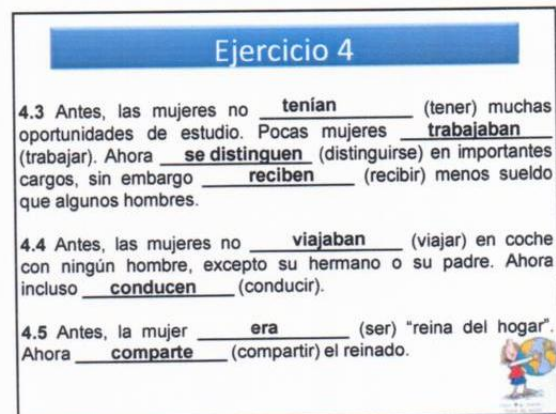 Ejercicio 4
4.3 Antes, las mujeres no tenían (tener) muchas
oportunidades de estudio. Pocas mujeres trabajaban
(trabajar). Ahora se distinguen (distinguirse) en importantes
cargos, sin embargo reciben (recibir) menos sueldo
que algunos hombres.
4.4 Antes, las mujeres no viajaban (viajar) en coche
con ningún hombre, excepto su hermano o su padre. Ahora
incluso conducen (conducir).
4.5 Antes, la mujer era (ser) "reina del hogar".
Ahora comparte (compartir) el reinado.